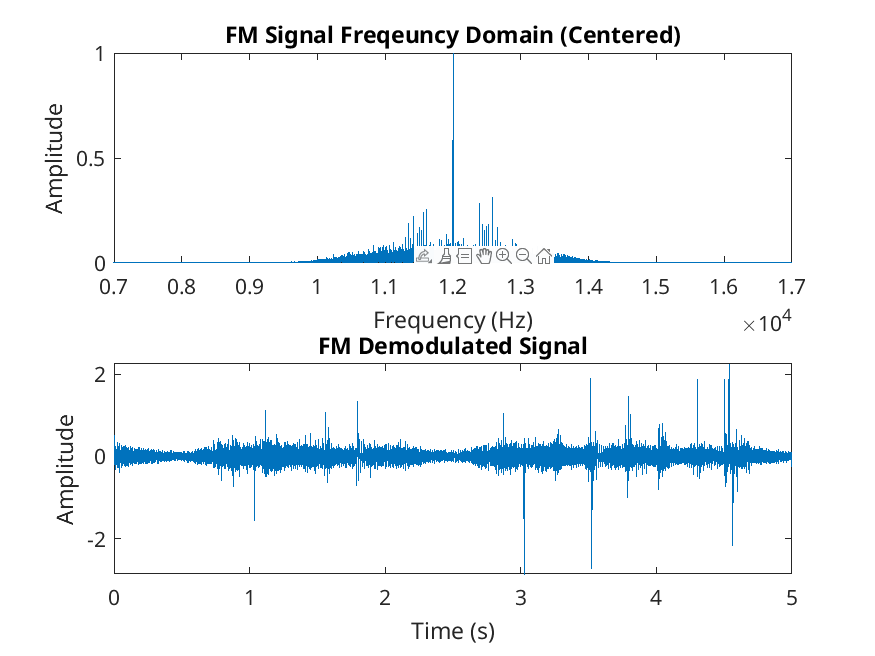 FM Signal Freqeuncy Domain (Centered)
Amplitude
1
0.5
0
0.7 0.8 0.9 1 1.1 1.2 1.3 1.4 1.5 1.6 1.7
Frequency (Hz)
×10⁴
FM Demodulated Signal
Amplitude
2
0
-2
0 1 2 3 4 5
Time (s)